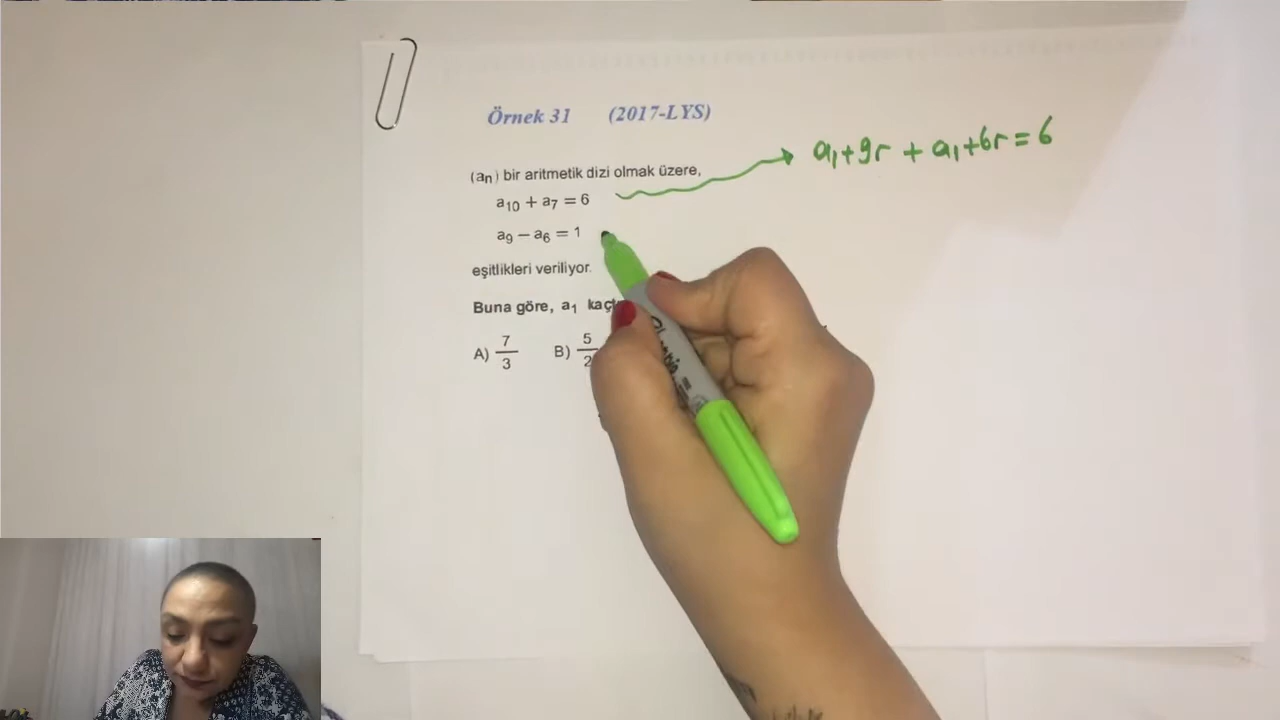 Örnek 31 (2017-LYS)
(an) bir aritmetik dizi olmak üzere,
a10 + a7 = 6
a1+9r + a1+6r = 6
a9 − a6 = 1
eşitlikleri veriliyor.
Buna göre, a1
A) 7/3 B) 5/2